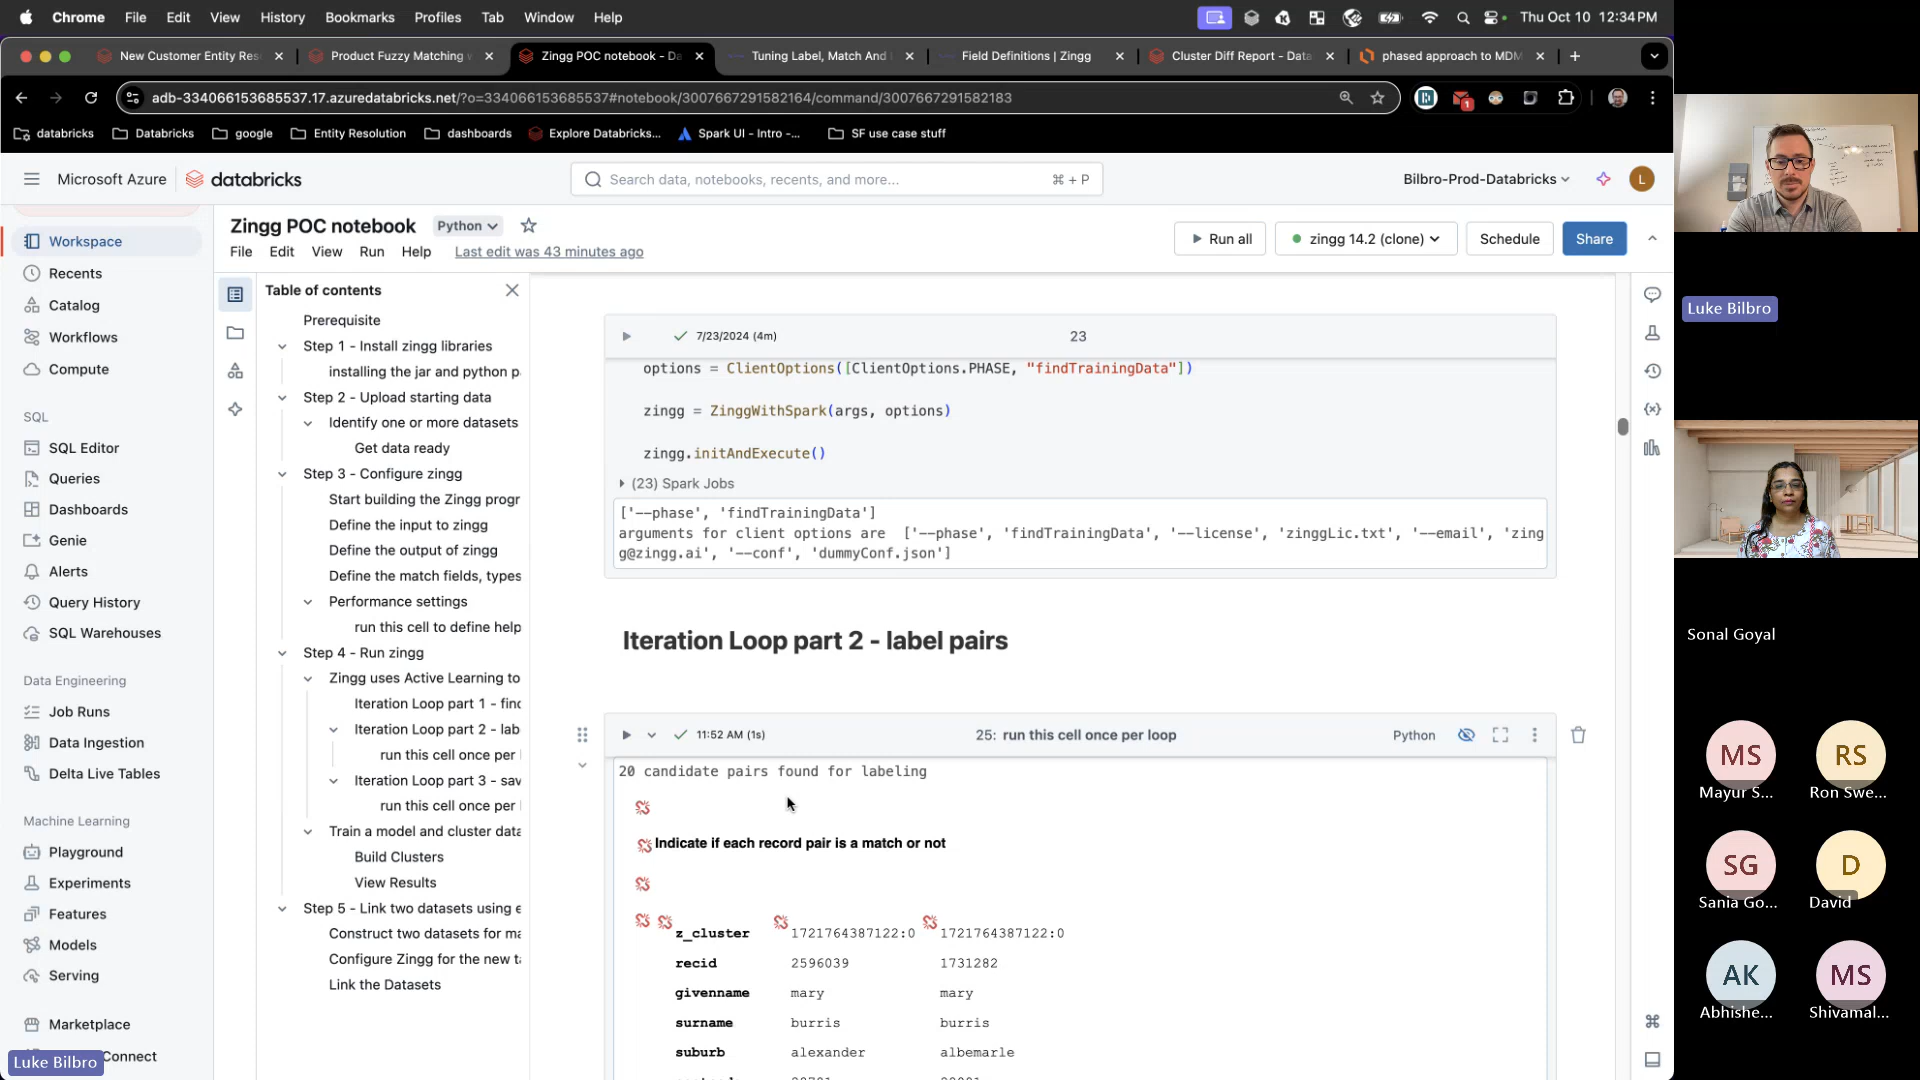 Chrome File Edit View History Bookmarks Profiles Tab Window Help
Thu Oct 10 12:34 PM
New Customer Entity Res
Product Fuzzy Matching w
Zingg POC notebook - Da
Tuning Label, Match And
Field Definitions | Zingg
Cluster Diff Report - Data
phased approach to MDM
adb-334066153685537.17.azuredatabricks.net/?o=334066153685537#notebook/3007667291582164/command/3007667291582183
1
databricks Databricks google Entity Resolution dashboards Explore Databricks... Spark UI - Intro -... SF use case stuff
Microsoft Azure databricks
Search data, notebooks, recents, and more... ⌘ + P
Bilbro-Prod-Databricks
L
Workspace
Recents
Catalog
Workflows
Compute
SQL
SQL Editor
Queries
Dashboards
Genie
Alerts
Query History
SQL Warehouses
Data Engineering
Job Runs
Data Ingestion
Delta Live Tables
Machine Learning
Playground
Experiments
Features
Models
Serving
Marketplace
Connect
Luke Bilbro
Zingg POC notebook Python
File Edit View Run Help Last edit was 43 minutes ago
Run all
zingg 14.2 (clone)
Schedule
Share
Table of contents
Prerequisite
Step 1 - Install zingg libraries
installing the jar and python p
Step 2 - Upload starting data
Identify one or more datasets
Get data ready
Step 3 - Configure zingg
Start building the Zingg progr
Define the input to zingg
Define the output of zingg
Define the match fields, types
Performance settings
run this cell to define help
Step 4 - Run zingg
Zingg uses Active Learning to
Iteration Loop part 1 - find
Iteration Loop part 2 - lab
run this cell once per
Iteration Loop part 3 - sav
run this cell once per
Train a model and cluster data
Build Clusters
View Results
Step 5 - Link two datasets using e
Construct two datasets for ma
Configure Zingg for the new ta
Link the Datasets
7/23/2024 (4m) 23
options = ClientOptions([ClientOptions.PHASE, "findTrainingData"])
zingg = ZinggWithSpark(args, options)
zingg.initAndExecute()
(23) Spark Jobs
['--phase', 'findTrainingData']
arguments for client options are ['--phase', 'findTrainingData', '--license', 'zinggLic.txt', '--email', 'zing
g@zingg.ai', '--conf', 'dummyConf.json']
Iteration Loop part 2 - label pairs
11:52 AM (1s) 25: run this cell once per loop Python
20 candidate pairs found for labeling
Indicate if each record pair is a match or not
z_cluster 1721764387122:0 1721764387122:0
recid 2596039 1731282
givenname mary mary
surname burris burris
suburb alexander albemarle
Luke Bilbro
Sonal Goyal
MS RS
Mayur S... Ron Swe...
SG D
Sania Go... David
AK MS
Abhishe... Shivamal...